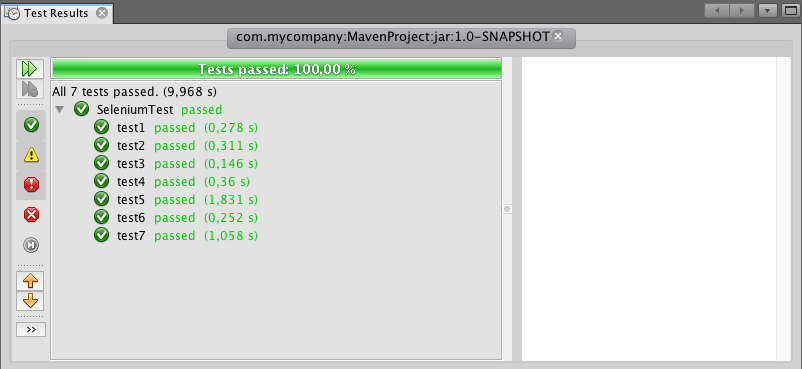 Test Results
com.mycompany:MavenProject:jar:1.0-SNAPSHOT
Tests passed: 100,00 %
All 7 tests passed. (9,968 s)
SeleniumTest passed
test1 passed (0,278 s)
test2 passed (0,311 s)
test3 passed (0,146 s)
test4 passed (0,36 s)
test5 passed (1,831 s)
test6 passed (0,252 s)
test7 passed (1,058 s)